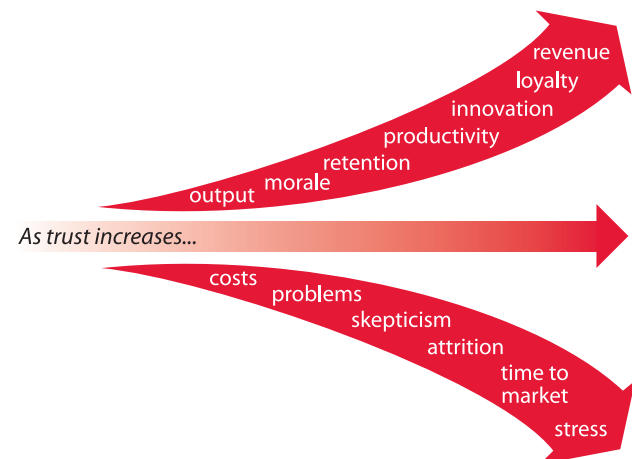 revenue
loyalty
innovation
productivity
retention
morale
output
As trust increases...
costs
problems
skepticism
attrition
time to
market
stress